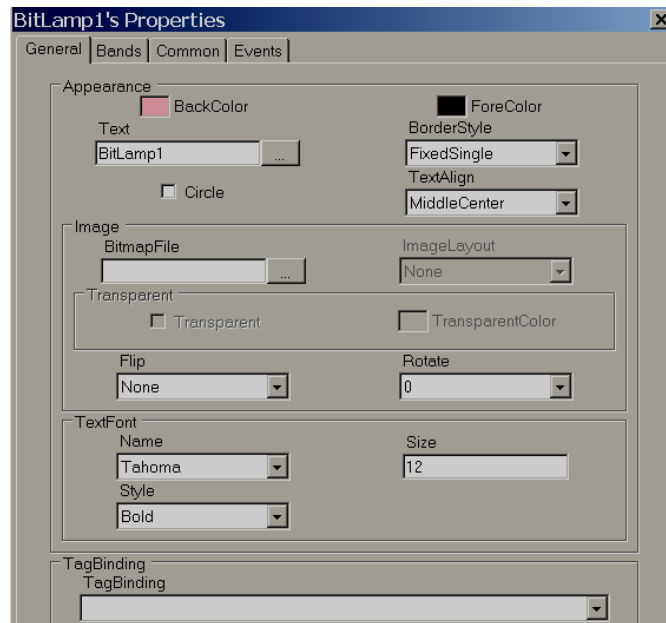 BitLamp1's Properties
General Bands Common Events
Appearance
BackColor ForeColor
Text BorderStyle
BitLamp1 ... FixedSingle
Circle TextAlign
MiddleCenter
Image
BitmapFile ImageLayout
... None
Transparent
Transparent TransparentColor
Flip Rotate
None 0
TextFont
Name Size
Tahoma 12
Style
Bold
TagBinding
TagBinding